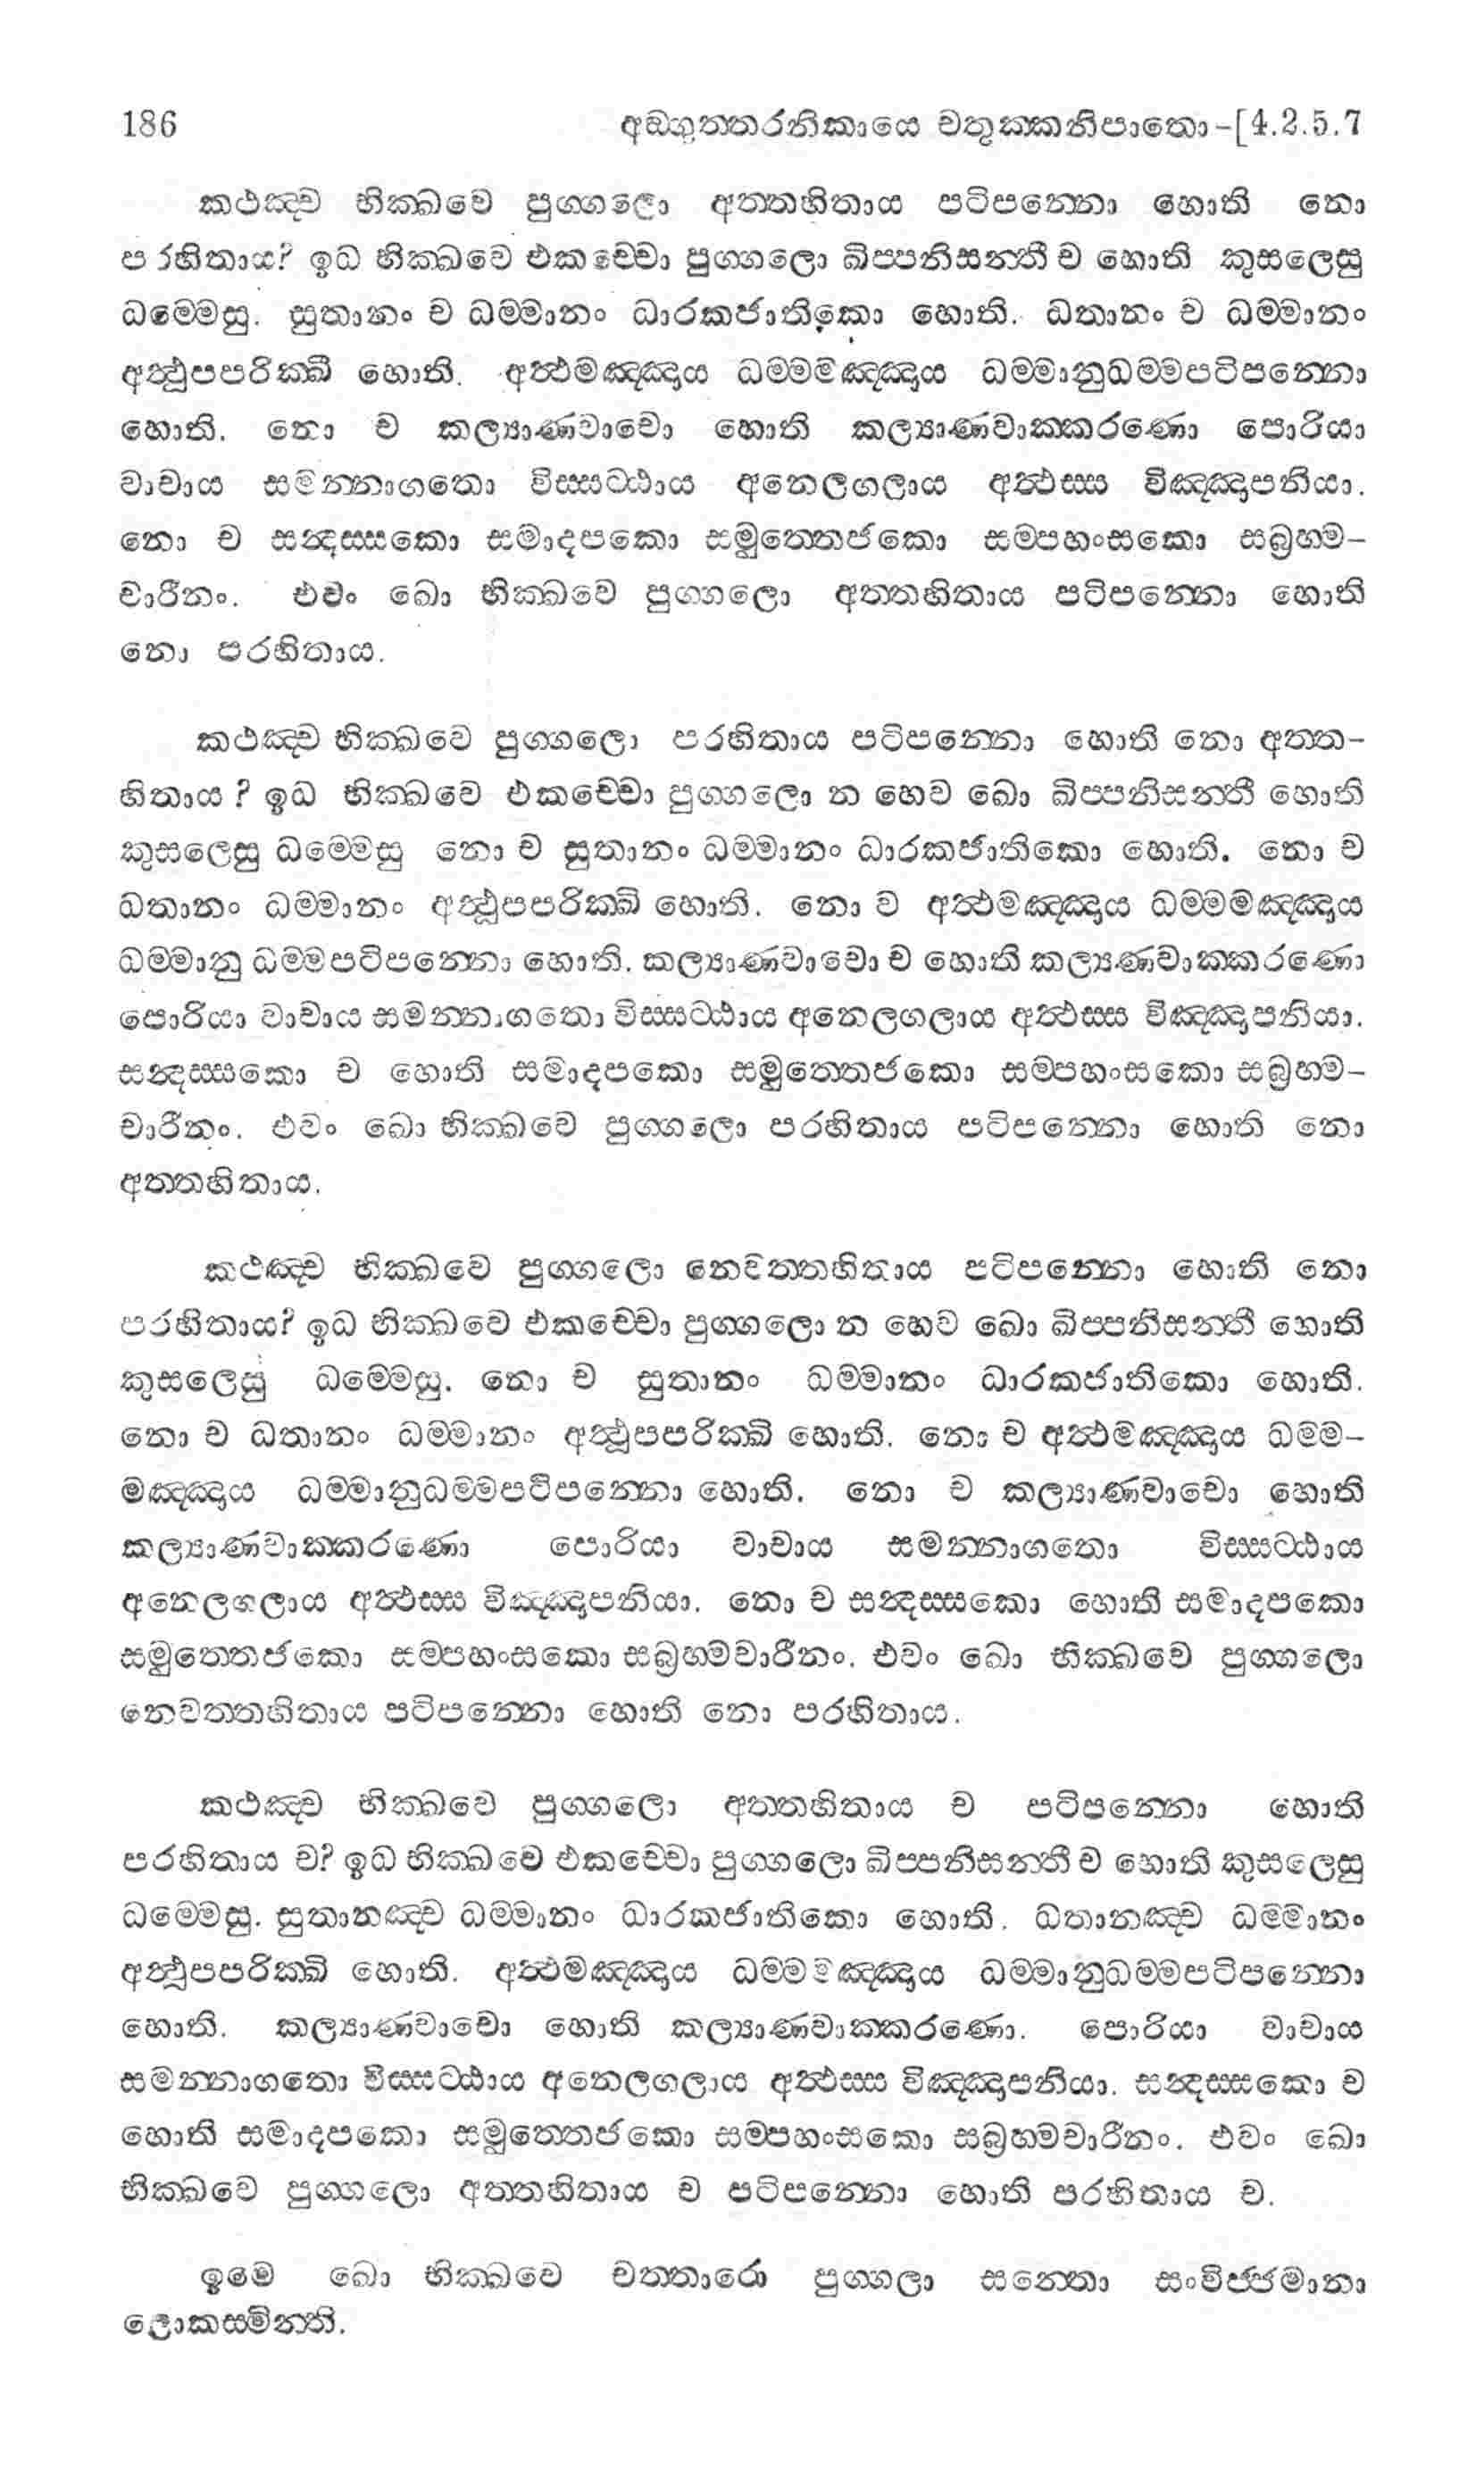 186 අඞගුත‍්තරනිකායෙ චතුක‍්කනිපාතො-[4.2.5.7
කථඤ‍්ච භික‍්ඛවෙ පුග‍්ගලො අත‍්තහිතාය පටිපන‍්නො හොති නො
පරහිතාය? ඉධ භික‍්ඛවෙ එකච‍්චො පුග‍්ගලො ඛිප‍්පනිසන‍්තී ච හොති කුසලෙසු
ධම‍්මෙසු. සුතානං ච ධම‍්මානං ධාරකජාතිකො හොති. ධතානං ච ධම‍්මානං
අත්‍ථුපපරික‍්ඛී හොති. අත්‍ථමඤ‍්ඤාය ධම‍්මමඤ‍්ඤාය ධම‍්මානුධම‍්මපටිපන‍්නො
හොති. නො ච කල්‍යාණවාචො හොති කල්‍යාණවාක‍්කරණො පොරියා
වාචාය සමන‍්නාගතො විස‍්සට‍්ඨාය අනෙලගලාය අත්‍ථස‍්ස විඤ‍්ඤාපනියා.
නො ච සන්‍දස‍්සකො සමාදපකො සමුත‍්තෙජකො සම‍්පහංසකො සබ්‍රහ‍්ම-
චාරීනං. එවං ඛො භික‍්ඛවෙ පුග‍්ගලො අත‍්තහිතාය පටිපන‍්නො හොති
නො පරහිතාය.
කථඤ‍්ච භික‍්ඛවෙ පුග‍්ගලො පරහිතාය පටිපන‍්නො හොති නො අත‍්ත-
හිතාය ? ඉධ භික‍්ඛවෙ එකච‍්චො පුග‍්ගලො න හෙව ඛො ඛිප‍්පනිසන‍්තී හොති
කුසලෙසු ධම‍්මෙසු නො ච සුතානං ධම‍්මානං ධාරකජාතිකො හොති. නො ච
ධතානං ධම‍්මානං අත්‍ථූපපරික‍්ඛි හොති. නො ව අත්‍ථමඤ‍්ඤාය ධම‍්මමඤ‍්ඤාය
ධම‍්මානු ධම‍්මපටිපන‍්නො හොති. කල්‍යාණවාචො ච හොති කල්‍යණවාක‍්කරණො
පොරියා වාචාය සමන‍්නාගතො විස‍්සට‍්ඨාය අනෙලගලාය අත්‍ථස‍්ස විඤ‍්ඤාපනියා.
සන්‍දස‍්සකො ච හොති සමාදපකො සමුත‍්තෙජකො සම‍්පහංසකො සබ්‍රහ‍්ම-
චාරීනං. එවං ඛො භික‍්ඛවෙ පුග‍්ගලො පරහිතාය පටිපන‍්නො හොති නො
අත‍්තහිතාය.
කථඤ‍්ච භික‍්ඛවෙ පුග‍්ගලො නෙවත‍්තහිතාය පටිපන‍්නො හොති නො
පරහිතාය? ඉධ භික‍්ඛවෙ එකච‍්චො පුග‍්ගලො න හෙව ඛො ඛිප‍්පනිසන‍්තී හොති
කුසලෙසු ධම‍්මෙසු. නො ච සුතානං ධම‍්මානං ධාරකජාතිකො හොති.
නො ච ධතානං ධම‍්මානං අත්‍ථූපපරික‍්ඛි හොති. නො ච අත්‍ථමඤ‍්ඤාය ධම‍්ම-
මඤ‍්ඤාය ධම‍්මානුධම‍්මපටිපන‍්නො හොති. නො ච කල්‍යාණවාචො හොති
කල්‍යාණවාක‍්කරණො පොරියා වාචාය සමන‍්නාගතො විස‍්සට‍්ඨාය
අනෙලගලාය අත්‍ථස‍්ස විඤ‍්ඤාපනියා. නො ච සන්‍දස‍්සකො හොති සමාදපකො
සමුත‍්තෙජකො සම‍්පහංසකො සබ්‍රහ‍්මචාරීනං. එවං ඛො භික‍්ඛවෙ පුග‍්ගලො
නෙවත‍්තහිතාය පටිපන‍්නො හොති නො පරහිතාය.
කථඤ‍්ච භික‍්ඛවෙ පුග‍්ගලො අත‍්තහිතාය ච පටිපන‍්නො හොති
පරහිතාය ච? ඉධ භික‍්ඛවෙ එකච‍්චො පුග‍්ගලො ඛිප‍්පනිසන‍්තී ච හොති කුසලෙසු
ධම‍්මෙසු. සුතානඤ‍්ච ධම‍්මානං ධාරකජාතිකො හොති. ධතානඤ‍්ච ධම‍්මානං
අත්‍ථූපපරික‍්ඛි හොති. අත්‍ථමඤ‍්ඤාය ධම‍්මමඤ‍්ඤාය ධම‍්මානුධම‍්මපටිපන‍්නො
හොති. කල්‍යාණවාචො හොති කල්‍යාණවාක‍්කරණො. පොරියා වාචාය
සමන‍්නාගතො විස‍්සට‍්ඨාය අනෙලගලාය අත්‍ථස‍්ස විඤ‍්ඤාපනියා. සන්‍දස‍්සකො ච
හොති සමාදපකො සමුත‍්තෙජකො සම‍්පහංසකො සබ්‍රහ‍්මචාරීනං. එවං ඛො
භික‍්ඛවෙ පුග‍්ගලො අත‍්තහිතාය ච පටිපන‍්නො හොති පරහිතාය ච.
ඉමෙ ඛො භික‍්ඛවෙ චත‍්තාරො පුග‍්ගලා සන‍්තො සංවිජ‍්ජමානා
ලොකස‍්මින‍්ති.